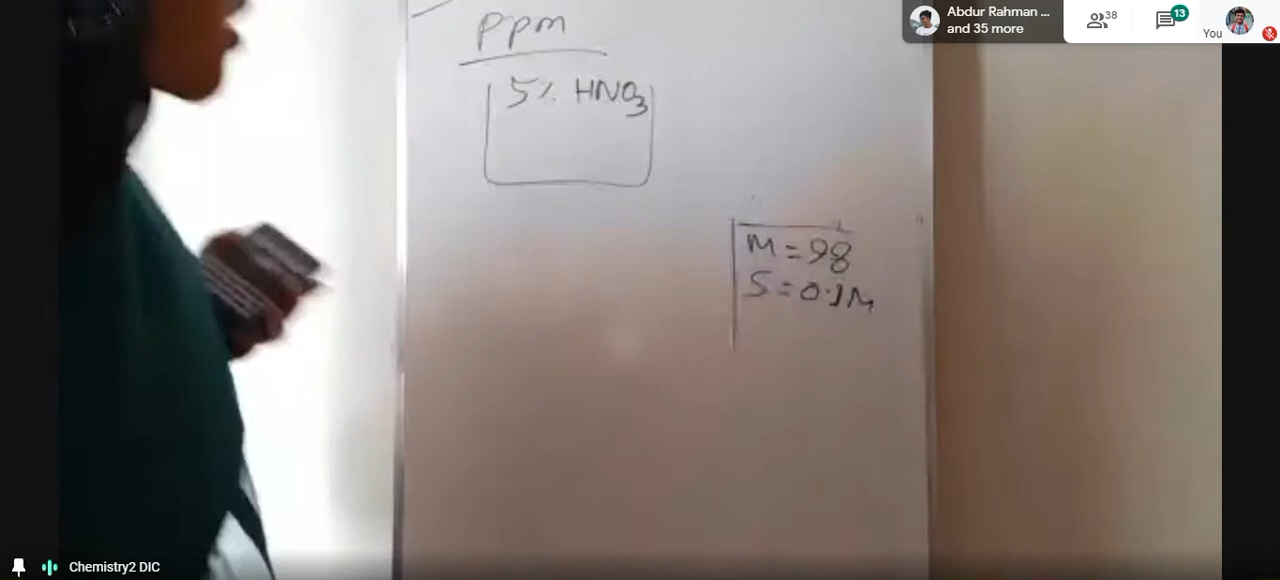 Abdur Rahman ...
and 35 more
38
13
You
ppm
5% HNO3
M = 98
S = 0.1M
Chemistry2 DIC